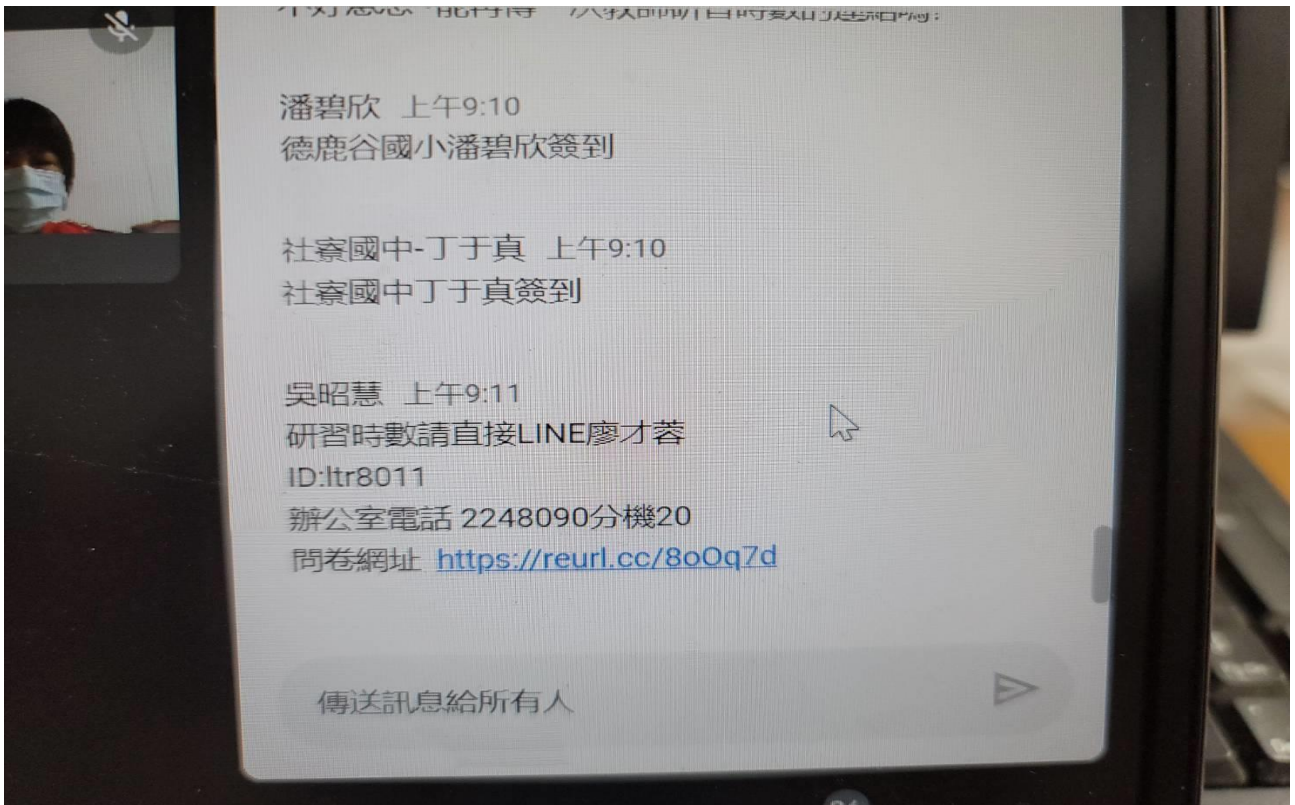 潘碧欣 上午9:10
德鹿谷國小潘碧欣簽到
社寮國中-丁于真 上午9:10
社寮國中丁于真簽到
吳昭慧 上午9:11
研習時數請直接LINE廖才蓉
ID:ltr8011
辦公室電話 2248090分機20
問卷網址 https://reurl.cc/8oOq7d
傳送訊息給所有人